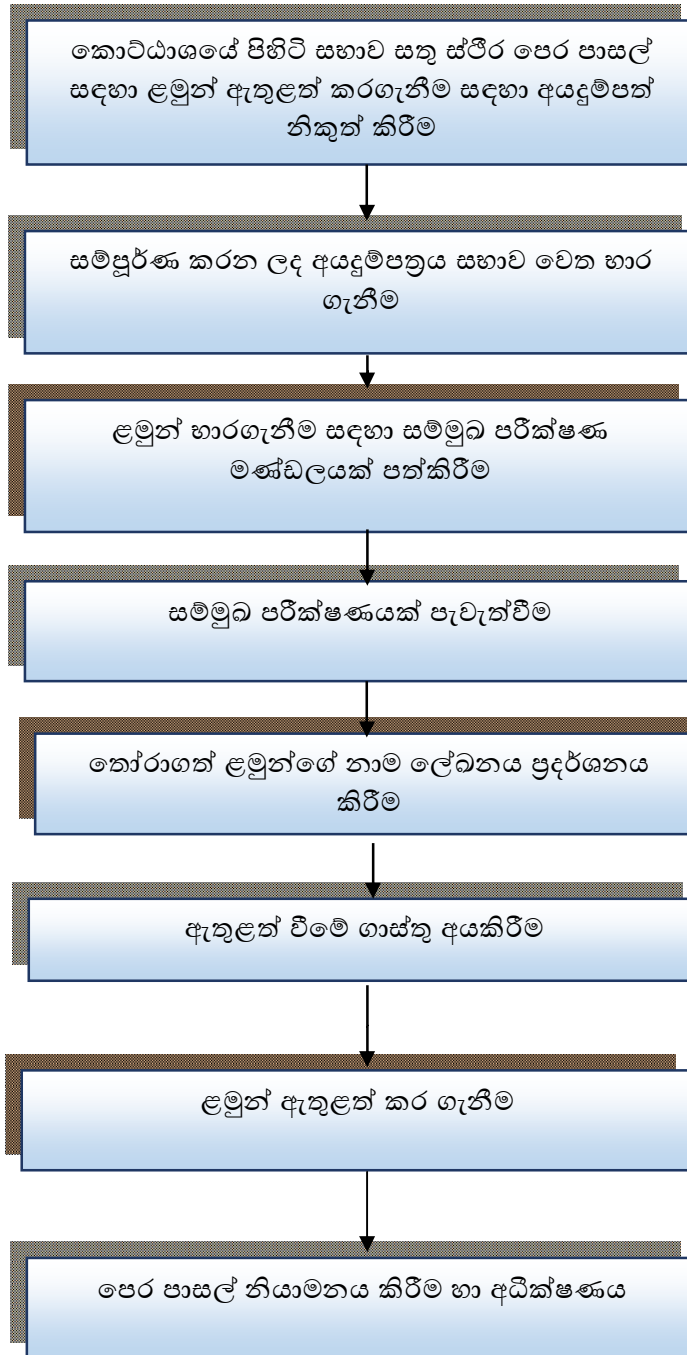 කොට්ඨාශයේ පිහිටි සභාව සතු ස්ථිර පෙර පාසල්
සඳහා ළමුන් ඇතුළත් කරගැනීම සඳහා අයදුම්පත්
නිකුත් කිරීම
සම්පූර්ණ කරන ලද අයදුම්පත්‍රය සභාව වෙත භාර
ගැනීම
ළමුන් භාරගැනීම සඳහා සම්මුඛ පරීක්ෂණ
මණ්ඩලයක් පත්කිරීම
සම්මුඛ පරීක්ෂණයක් පැවැත්වීම
තෝරාගත් ළමුන්ගේ නාම ලේඛනය ප්‍රදර්ශනය
කිරීම
ඇතුළත් වීමේ ගාස්තු අයකිරීම
ළමුන් ඇතුළත් කර ගැනීම
පෙර පාසල් නියාමනය කිරීම හා අධීක්ෂණය